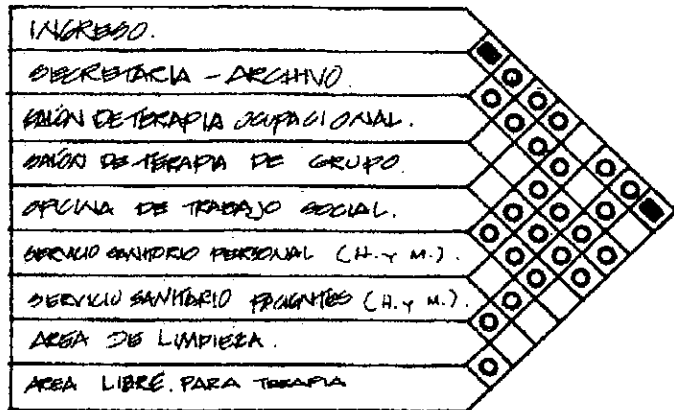 INGRESO.
SECRETARIA - ARCHIVO.
SALÓN DE TERAPIA OCUPACIONAL.
SALÓN DE TERAPIA DE GRUPO.
OFICINA DE TRABAJO SOCIAL.
SERVICIO SANITARIO PERSONAL (H. Y M.).
SERVICIO SANITARIO PACIENTES (H. Y M.).
AREA DE LIMPIEZA.
AREA LIBRE. PARA TERAPIA